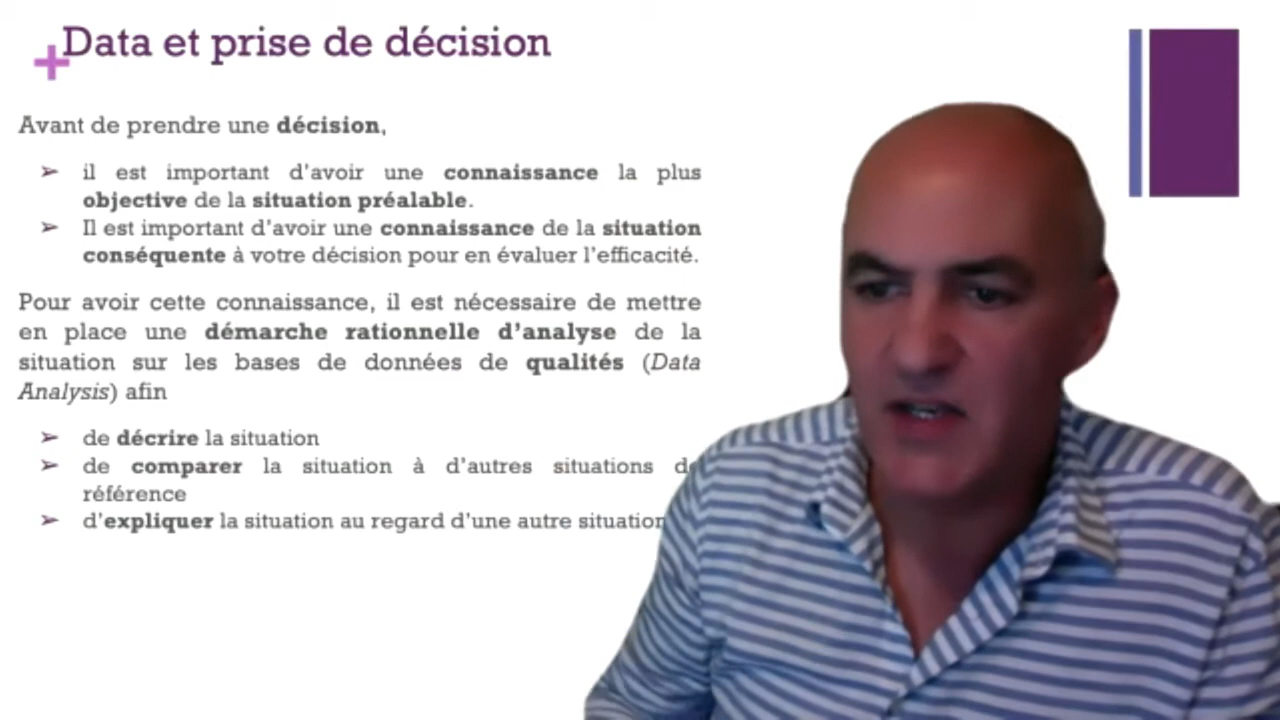 Data et prise de décision
Avant de prendre une décision,
➢ il est important d'avoir une connaissance la plus
objective de la situation préalable.
➢ Il est important d'avoir une connaissance de la situation
conséquente à votre décision pour en évaluer l'efficacité.
Pour avoir cette connaissance, il est nécessaire de mettre
en place une démarche rationnelle d'analyse de la
situation sur les bases de données de qualités (Data
Analysis) afin
➢ de décrire la situation
➢ de comparer la situation à d'autres situations de
référence
➢ d'expliquer la situation au regard d'une autre situation